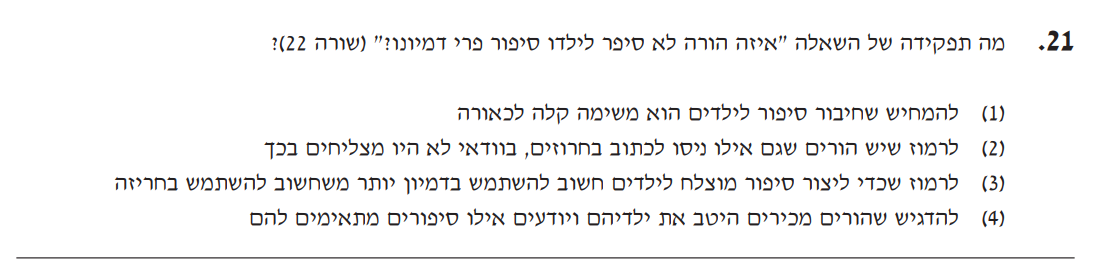 21. מה תפקידה של השאלה "איזה הורה לא סיפר לילדו סיפור פרי דמיונו?" (שורה 22)?
(1) להמחיש שחיבור סיפור לילדים הוא משימה קלה לכאורה
(2) לרמוז שיש הורים שגם אילו ניסו לכתוב בחרוזים, בוודאי לא היו מצליחים בכך
(3) לרמוז שכדי ליצור סיפור מוצלח לילדים חשוב להשתמש בדמיון יותר משחשוב להשתמש בחריזה
(4) להדגיש שהורים מכירים היטב את ילדיהם ויודעים אילו סיפורים מתאימים להם